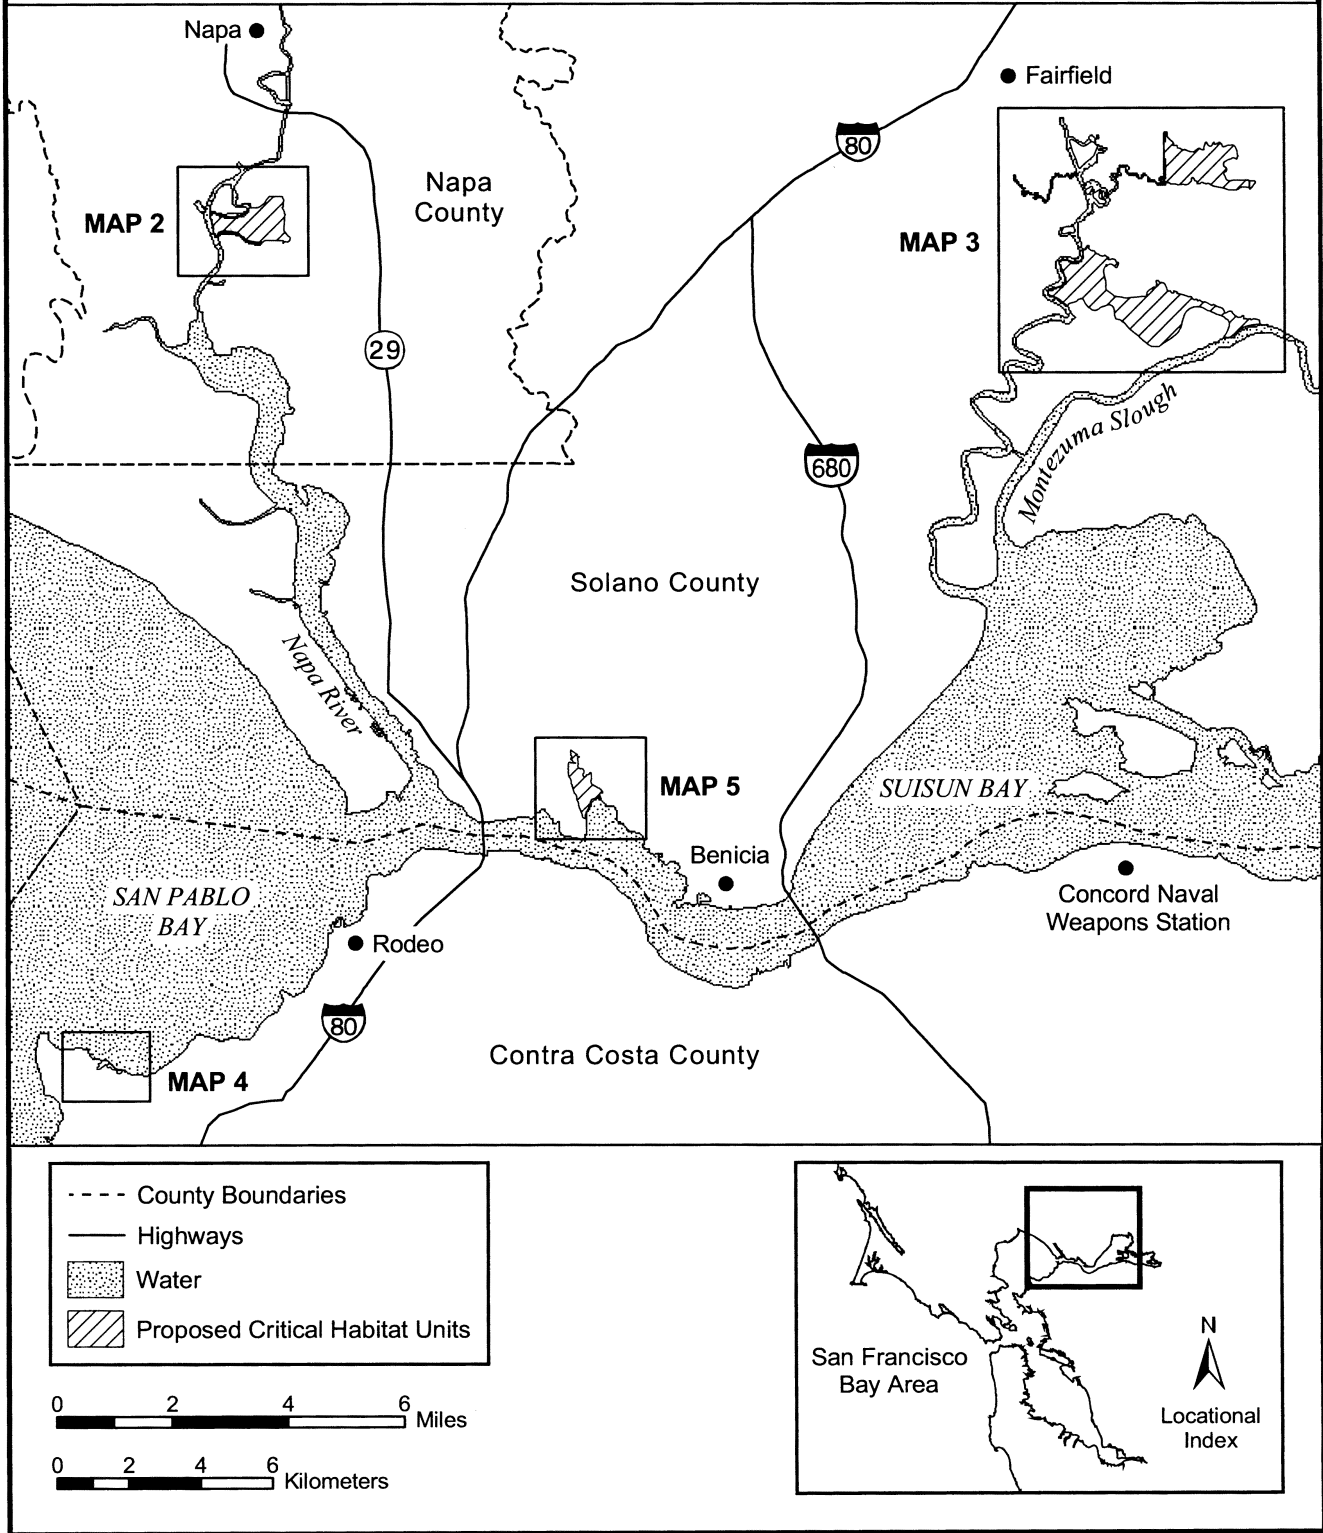 Napa
Fairfield
80
Napa
County
MAP 2
MAP 3
29
Montezuma Slough
680
Solano County
Napa River
MAP 5
SUISUN BAY
Benicia
SAN PABLO
BAY
Concord Naval
Weapons Station
Rodeo
80
Contra Costa County
MAP 4
County Boundaries
Highways
Water
Proposed Critical Habitat Units
0 2 4 6
Miles
0 2 4 6
Kilometers
San Francisco
Bay Area
N
Locational
Index